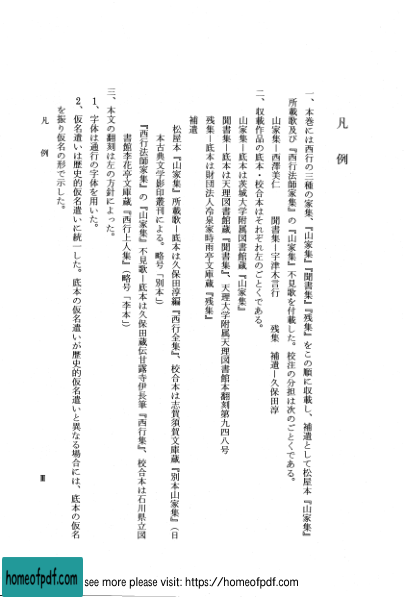 凡例
一、本巻には西行の三種の家集、『山家集』『聞書集』『残集』をこの順に収載し、補遺として松屋本『山家集』
所載歌及び『西行法師家集』の『山家集』不見歌を付載した。校注の分担は次のごとくである。
山家集―西澤美仁　聞書集―宇津木言行　残集　補遺―久保田淳
二、収載作品の底本・校合本はそれぞれ左のごとくである。
山家集―底本は茨城大学附属図書館蔵『山家集』
聞書集―底本は天理図書館蔵『聞書集』、天理大学附属天理図書館本翻刻第九四八号
残集―底本は財団法人冷泉家時雨亭文庫蔵『残集』
補遺
松屋本『山家集』所載歌―底本は久保田淳編『西行全集』、校合本は志賀須賀文庫蔵『別本山家集』（日
本古典文学影印叢刊による。略号「別本」）
『西行法師家集』の『山家集』不見歌―底本は久保田蔵伝甘露寺伊長筆『西行集』、校合本は石川県立図
書館李花亭文庫蔵『西行上人集』（略号「李本」）
三、本文の翻刻は左の方針によった。
1、字体は通行の字体を用いた。
2、仮名遣いは歴史的仮名遣いに統一した。底本の仮名遣いが歴史的仮名遣いと異なる場合には、底本の仮名
を振り仮名の形で示した。
凡例
III
homeofpdf.com
see more please visit: https://homeofpdf.com